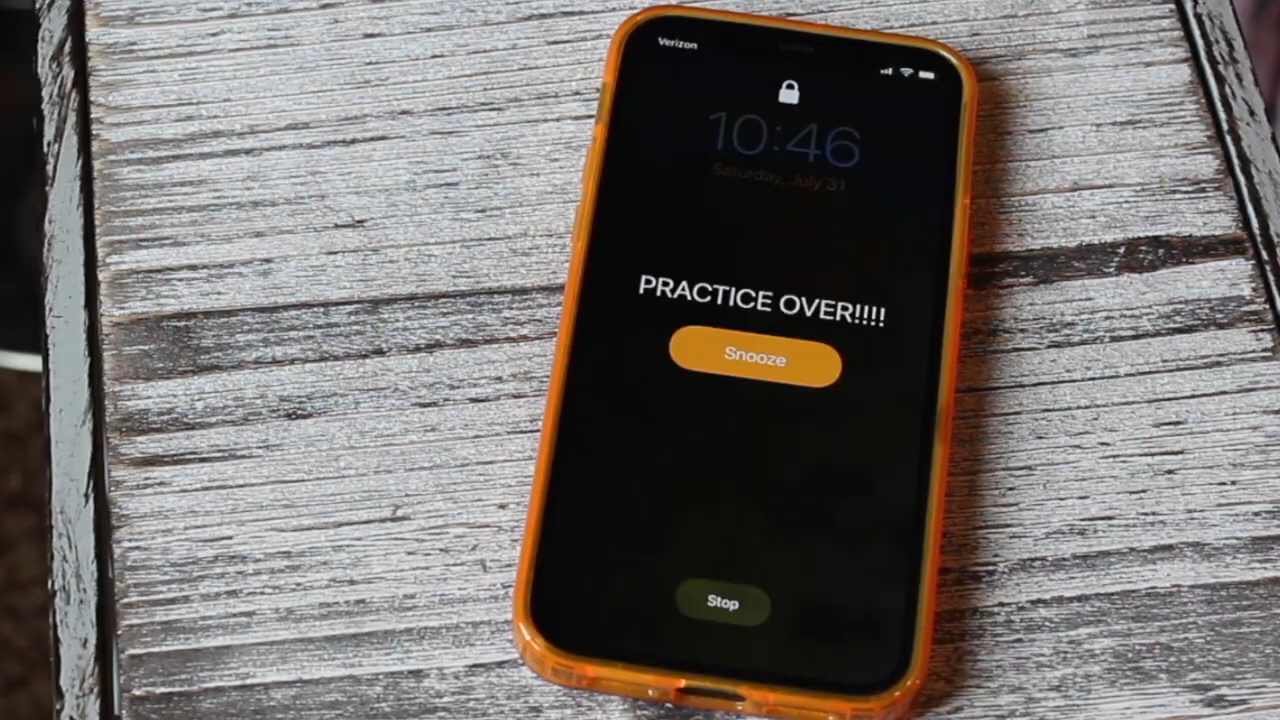 Verizon
10:46
Saturday, July 31
PRACTICE OVER!!!!
Snooze
Stop